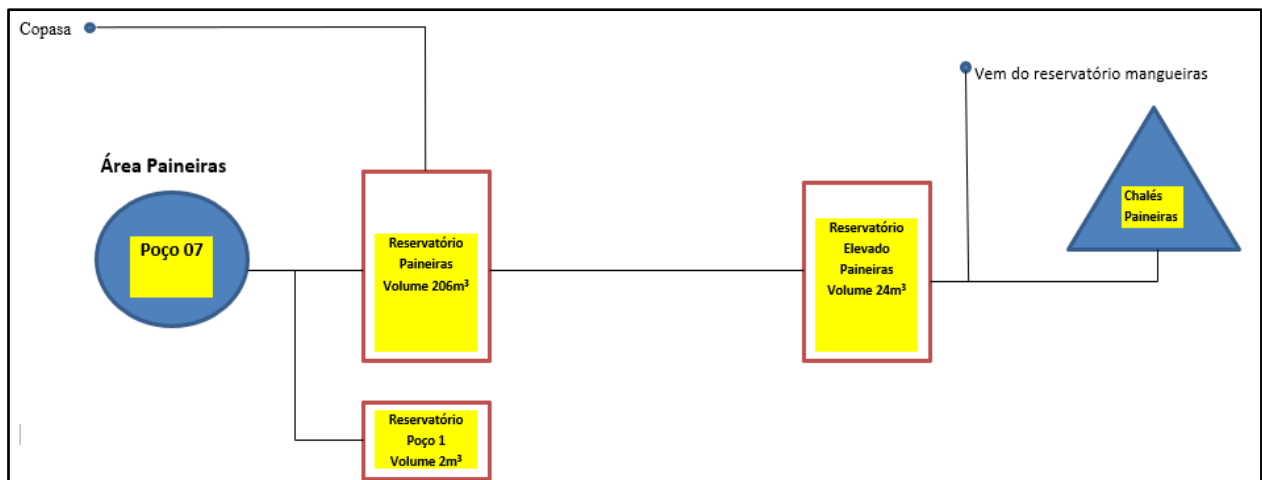 Copasa
Vem do reservatório mangueiras
Área Paineiras
Poço 07
Reservatório
Paineiras
Volume 206m³
Reservatório
Elevado
Paineiras
Volume 24m³
Chalés
Paineiras
Reservatório
Poço 1
Volume 2m³